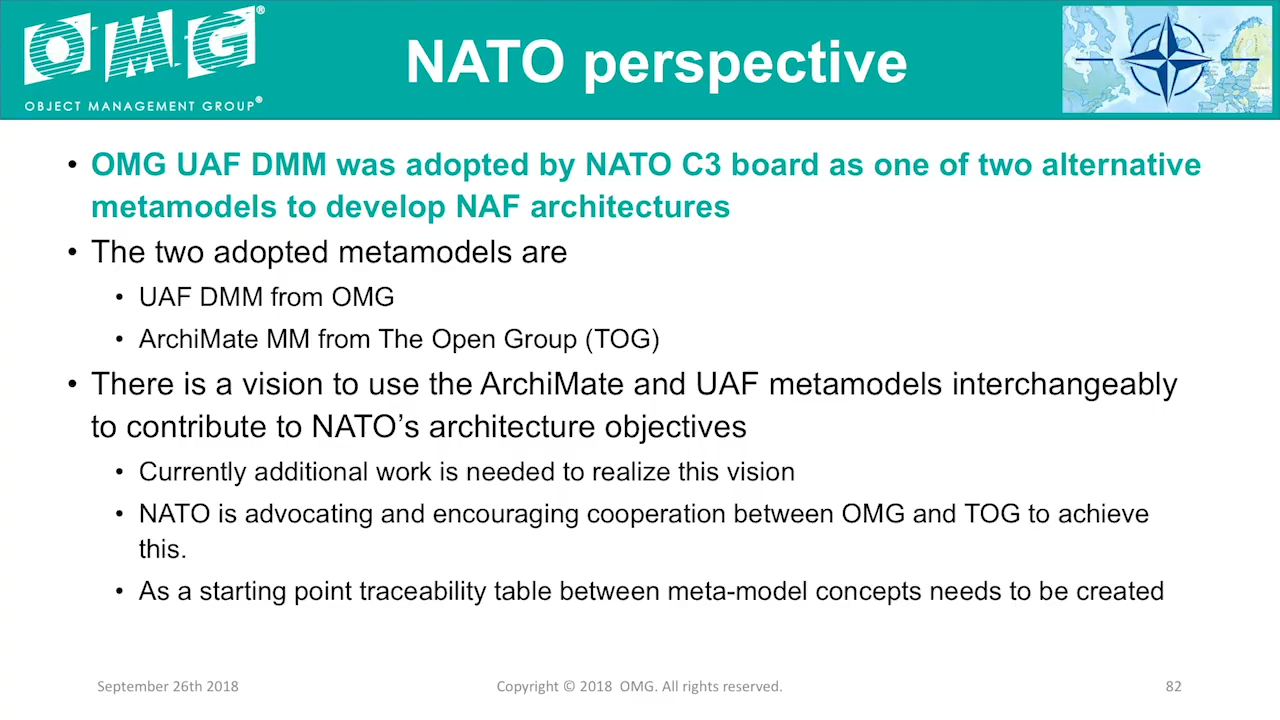 OMG®
OBJECT MANAGEMENT GROUP®
NATO perspective
• OMG UAF DMM was adopted by NATO C3 board as one of two alternative
metamodels to develop NAF architectures
• The two adopted metamodels are
• UAF DMM from OMG
• ArchiMate MM from The Open Group (TOG)
• There is a vision to use the ArchiMate and UAF metamodels interchangeably
to contribute to NATO’s architecture objectives
• Currently additional work is needed to realize this vision
• NATO is advocating and encouraging cooperation between OMG and TOG to achieve
this.
• As a starting point traceability table between meta-model concepts needs to be created
September 26th 2018
Copyright © 2018 OMG. All rights reserved.
82